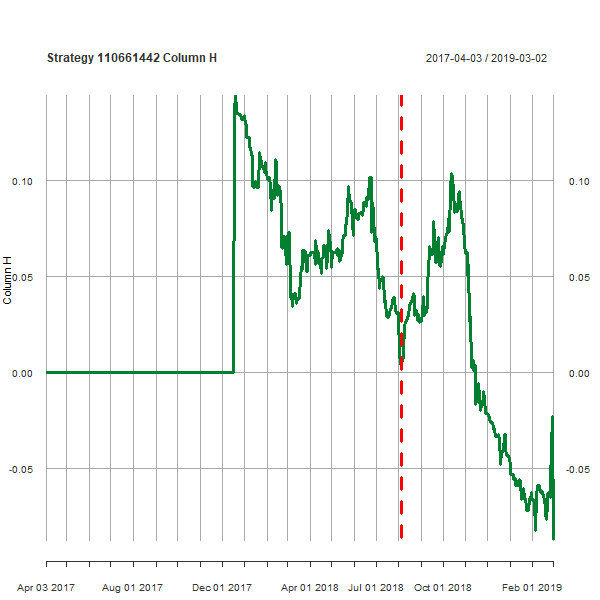 Strategy 110661442 Column H
2017-04-03 / 2019-03-02
0.10 0.10
0.05 0.05
Column H
0.00 0.00
-0.05 -0.05
Apr 03 2017 Aug 01 2017 Dec 01 2017 Apr 01 2018 Jul 01 2018 Oct 01 2018 Feb 01 2019